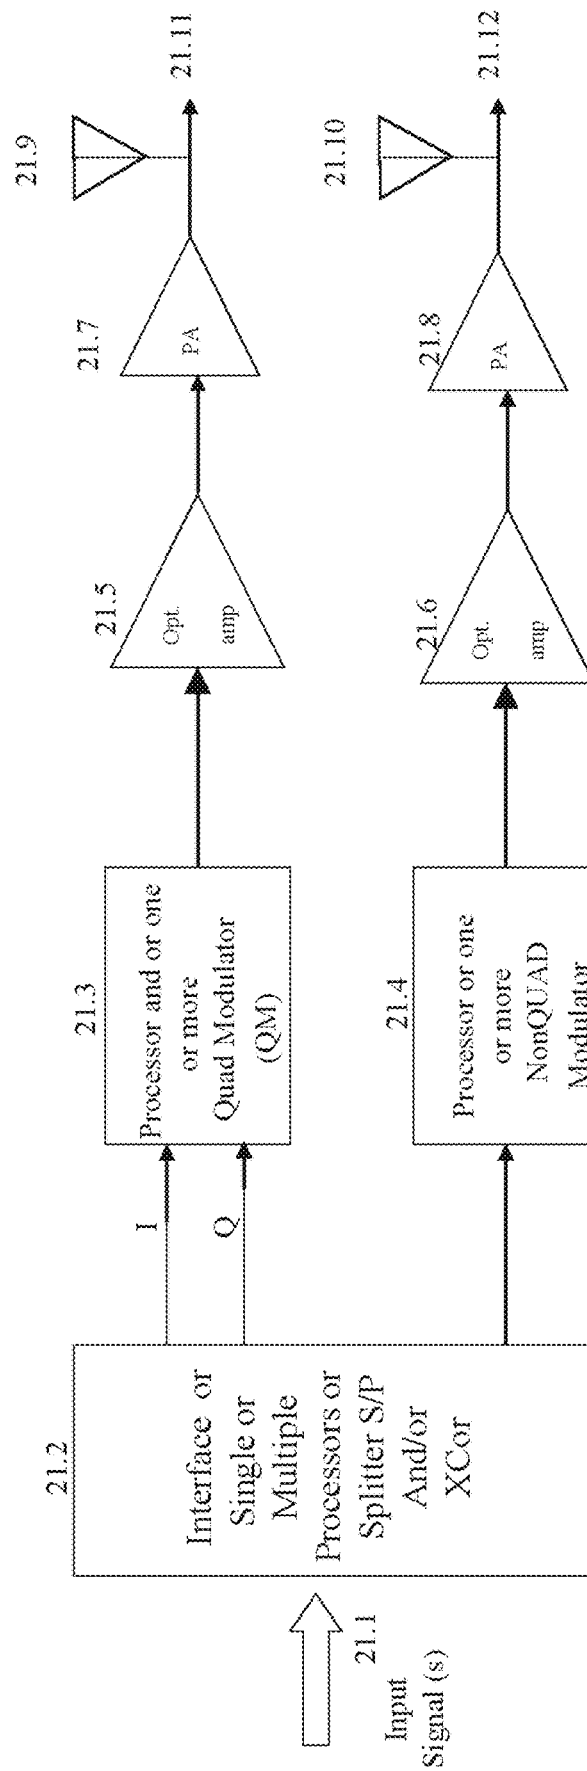 Input
Signal (s)
21.1
21.2
Interface or
Single or
Multiple
Processors or
Splitter S/P
And/or
XCor
I
Q
21.3
Processor and or one
or more
Quad Modulator
(QM)
21.5
Opt.
amp
21.7
PA
21.9
21.11
21.4
Processor or one
or more
NonQUAD
Modulator
21.6
Opt.
amp
21.8
PA
21.10
21.12